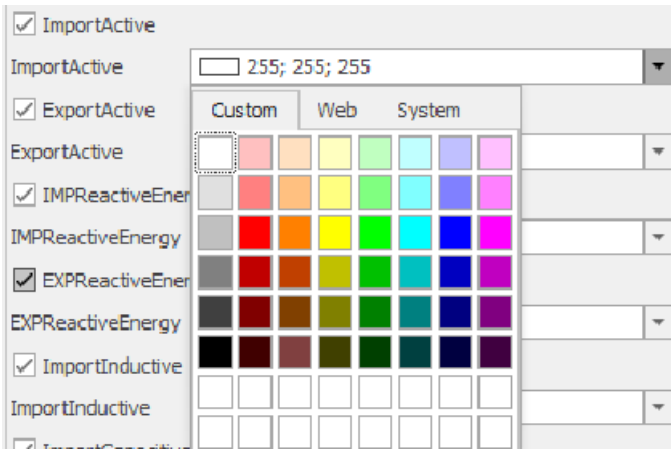 ImportActive
ImportActive 255; 255; 255
ExportActive Custom Web System
ExportActive
IMPReactiveEner
IMPReactiveEnergy
EXPReactiveEner
EXPReactiveEnergy
ImportInductive
ImportInductive